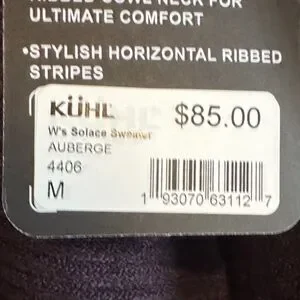 RIBBED COWL NECK FOR
ULTIMATE COMFORT
•STYLISH HORIZONTAL RIBBED
STRIPES
KÜHL
$85.00
W's Solace Sweater
AUBERGE
4406
M
1 93070 63112 7